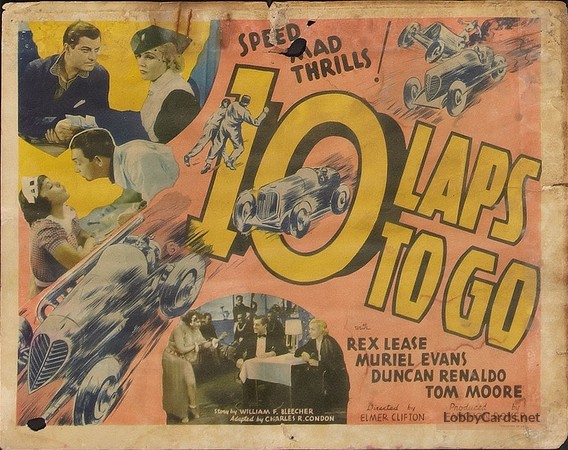 SPEED
MAD
THRILLS!
10
LAPS
TO GO
with
REX LEASE
MURIEL EVANS
DUNCAN RENALDO
TOM MOORE
Story by WILLIAM F. BLEECHER
Adapted by CHARLES R. CONDON
Directed by
ELMER CLIFTON
Produced
LobbyCards.net